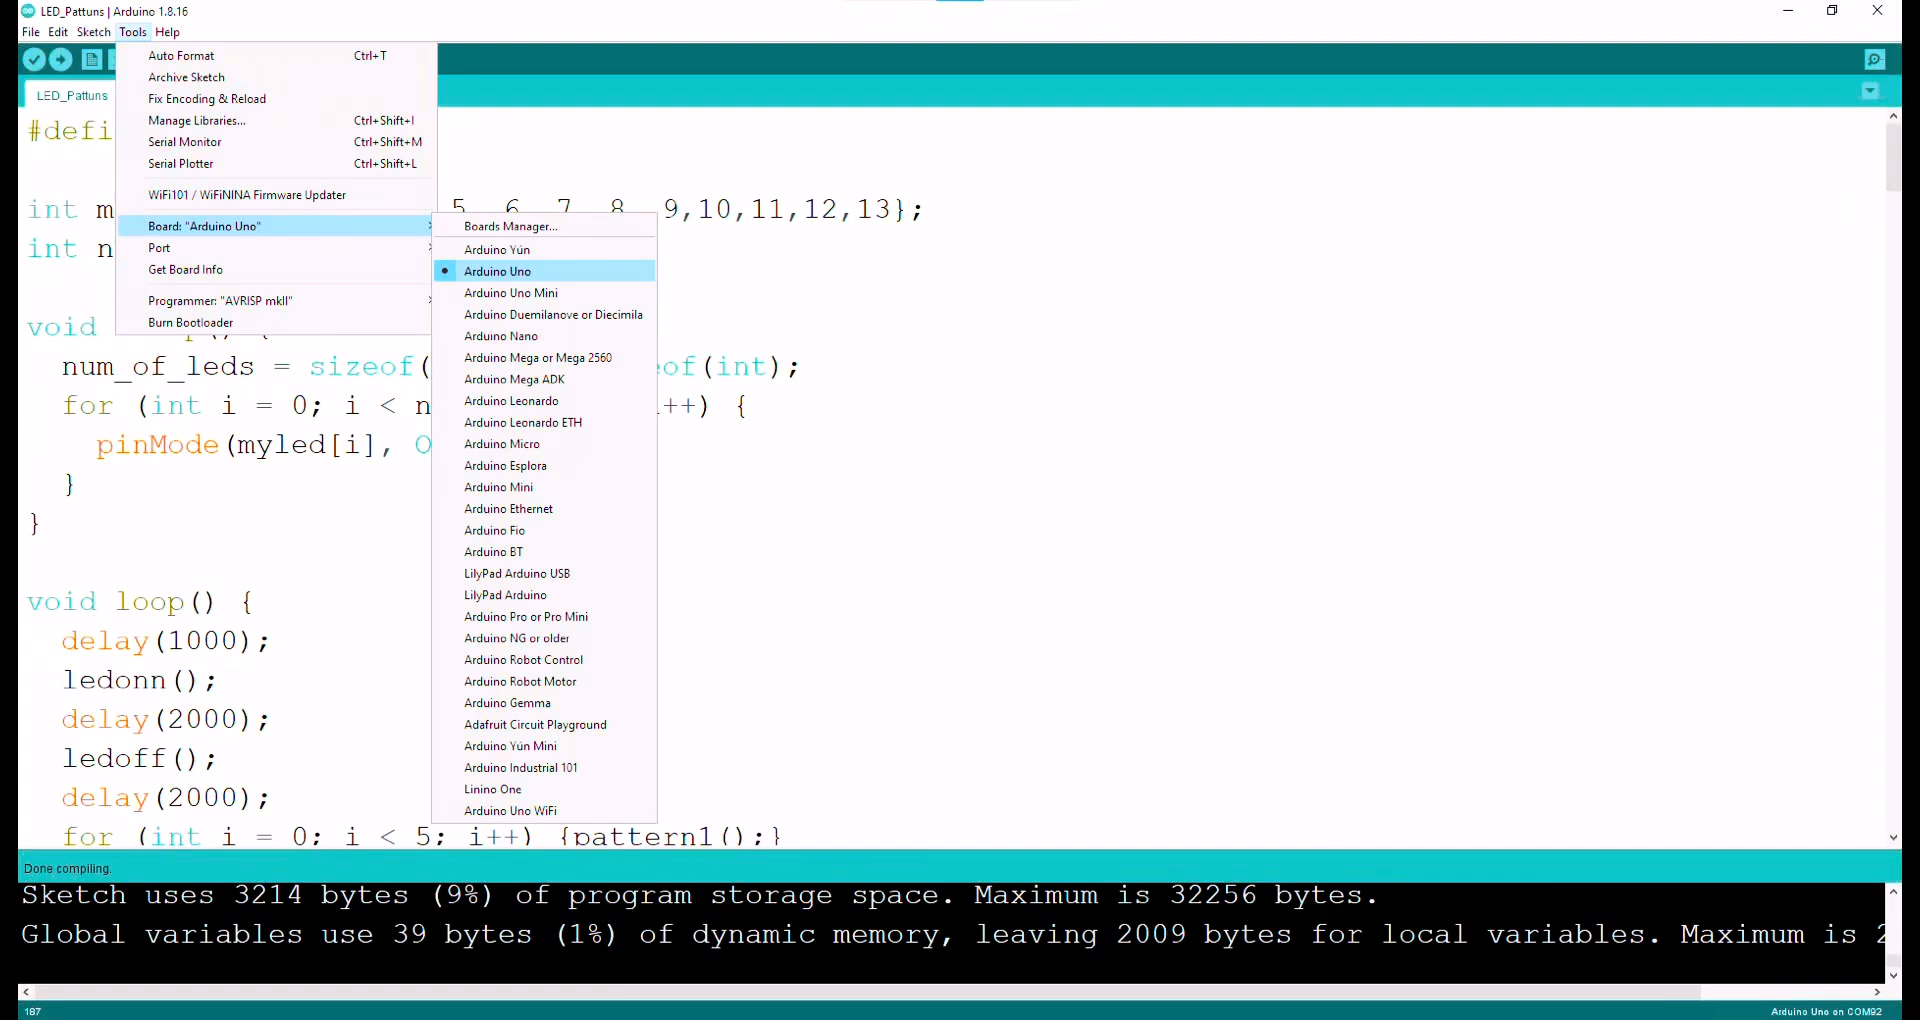 LED_Pattuns | Arduino 1.8.16
File Edit Sketch Tools Help
LED_Pattuns
Auto Format Ctrl+T
Archive Sketch
Fix Encoding & Reload
Manage Libraries... Ctrl+Shift+I
Serial Monitor Ctrl+Shift+M
Serial Plotter Ctrl+Shift+L
WiFi101 / WiFiNINA Firmware Updater
Board: "Arduino Uno"
Port
Get Board Info
Programmer: "AVRISP mkII"
Burn Bootloader
Boards Manager...
Arduino Yún
Arduino Uno
Arduino Uno Mini
Arduino Duemilanove or Diecimila
Arduino Nano
Arduino Mega or Mega 2560
Arduino Mega ADK
Arduino Leonardo
Arduino Leonardo ETH
Arduino Micro
Arduino Esplora
Arduino Mini
Arduino Ethernet
Arduino Fio
Arduino BT
LilyPad Arduino USB
LilyPad Arduino
Arduino Pro or Pro Mini
Arduino NG or older
Arduino Robot Control
Arduino Robot Motor
Arduino Gemma
Adafruit Circuit Playground
Arduino Yún Mini
Arduino Industrial 101
Linino One
Arduino Uno WiFi
#defi
int m 5, 6, 7, 8, 9,10,11,12,13};
int n
void
num_of_leds = sizeof( eof(int);
for (int i = 0; i < n i++) {
pinMode(myled[i], O
}
}
void loop() {
delay(1000);
ledonn();
delay(2000);
ledoff();
delay(2000);
for (int i = 0; i < 5; i++) {pattern1();}
Done compiling.
Sketch uses 3214 bytes (9%) of program storage space. Maximum is 32256 bytes.
Global variables use 39 bytes (1%) of dynamic memory, leaving 2009 bytes for local variables. Maximum is 2
187
Arduino Uno on COM92